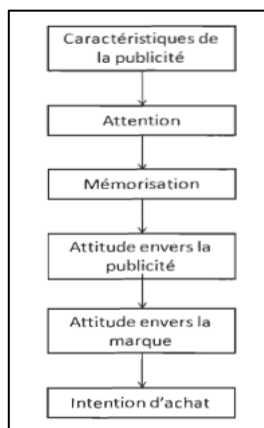 Caractéristiques de
la publicité
Attention
Mémorisation
Attitude envers la
publicité
Attitude envers la
marque
Intention d'achat